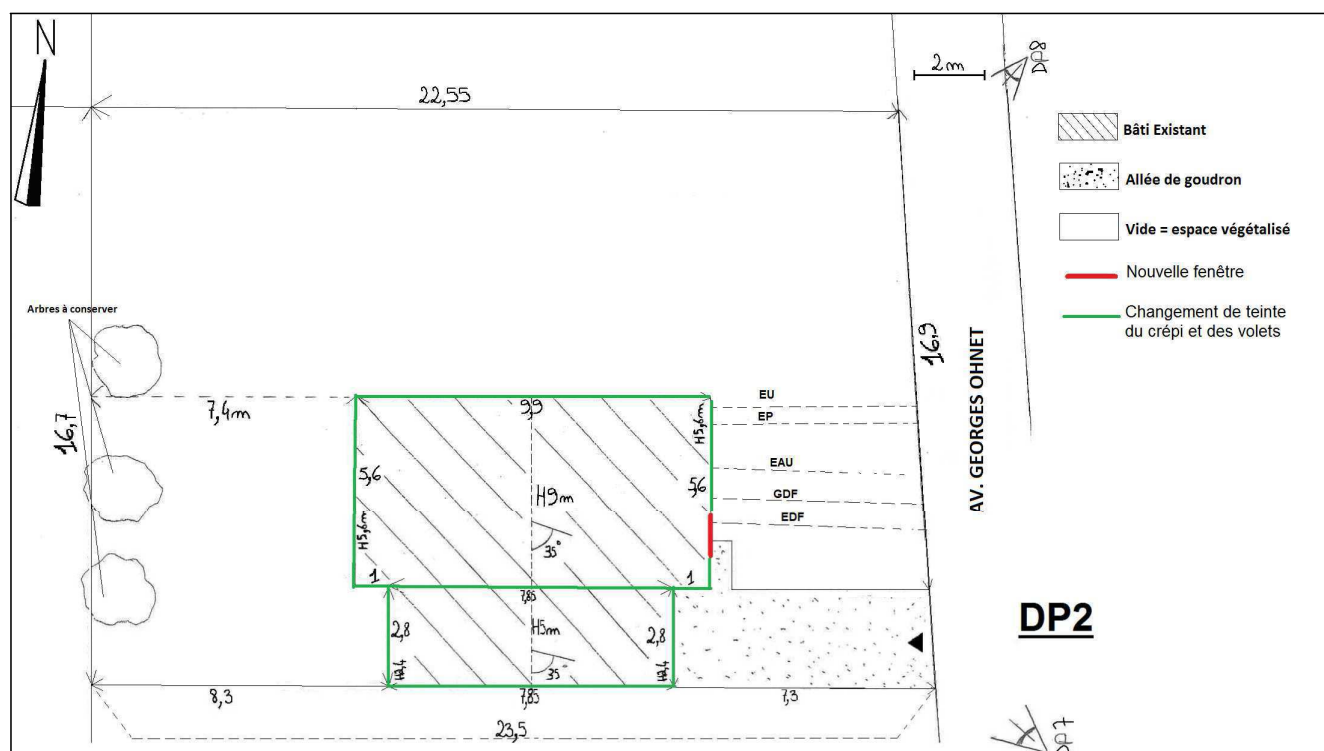 N
22,55
2m
DP8
Bâti Existant
Allée de goudron
Vide = espace végétalisé
Nouvelle fenêtre
Changement de teinte
du crépi et des volets
Arbres à conserver
16,7
7,4m
9,9
H5,6m
5,6
H5,6m
5,6
H9m
35°
1
1
7,85
EU
EP
EAU
GDF
EDF
16,9
AV. GEORGES OHNET
2,8
H5m
35°
2,8
DP2
8,3
7,85
7,3
23,5
DP7